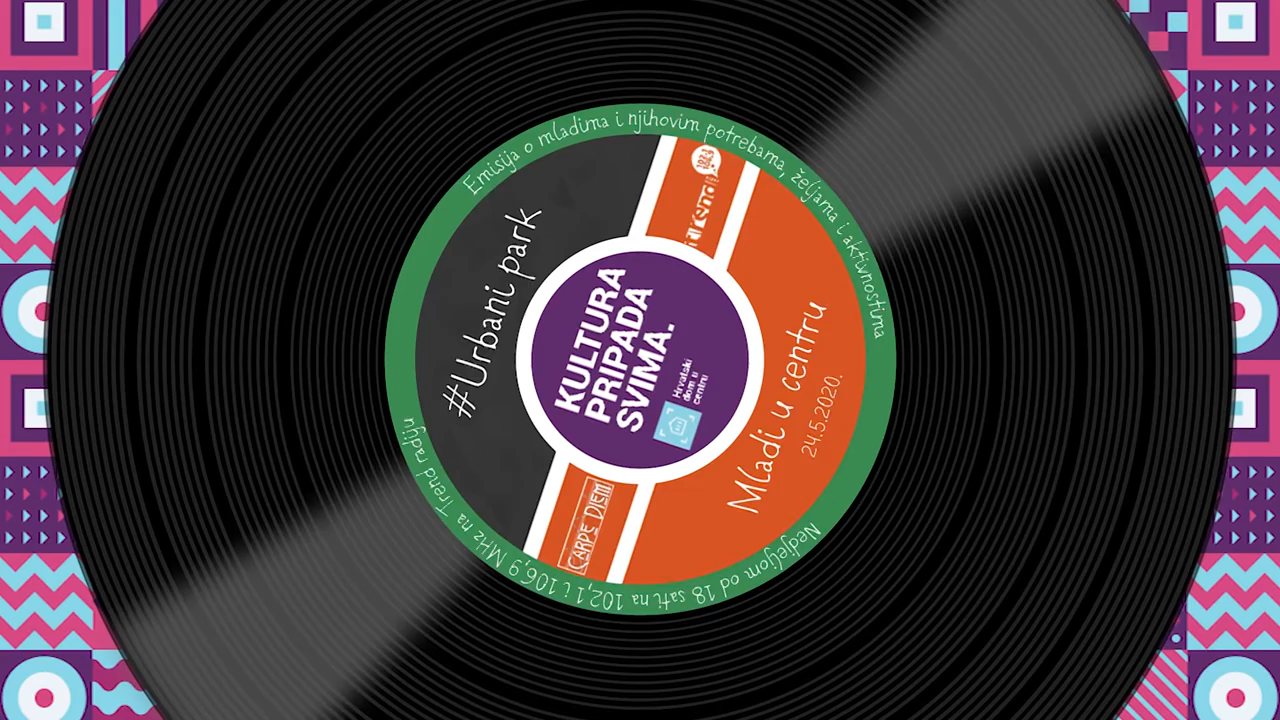 Emisija o mladima i njihovim potrebama, željama i aktivnostima
Nedjeljom od 18 sati na 102,1 i 106,9 MHz na Trend radiju
#Urbani park
KULTURA
PRIPADA
SVIMA.
Hrvatski
dom u
centru
Mladi u centru
24.5.2020.
CARPE DIEM